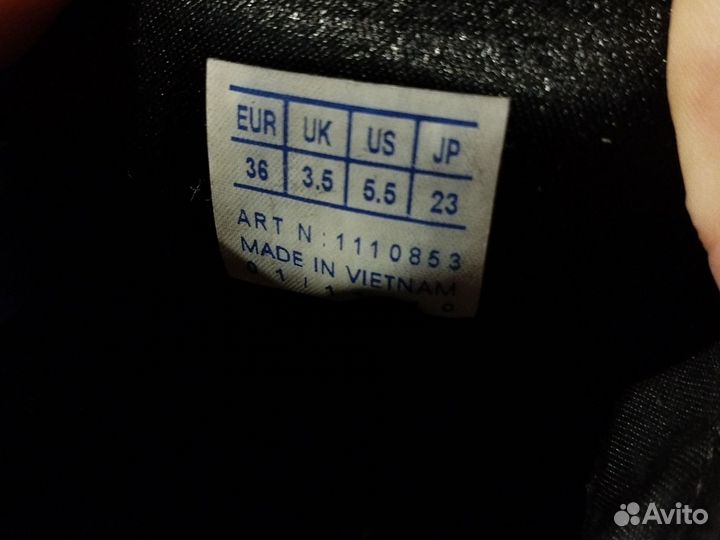 EUR UK US JP
36 3.5 5.5 23
ART N: 1110853
MADE IN VIETNAM
Avito